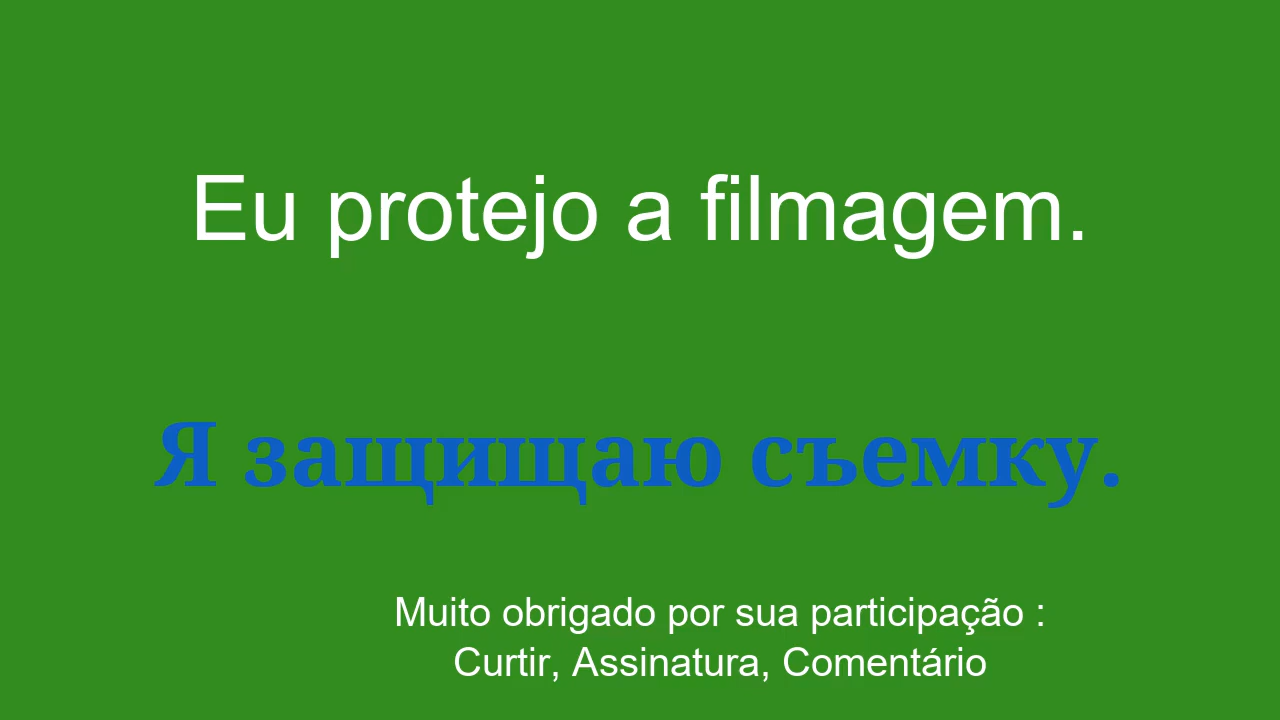 Eu protejo a filmagem.
Я защищаю съемку.
Muito obrigado por sua participação :
Curtir, Assinatura, Comentário